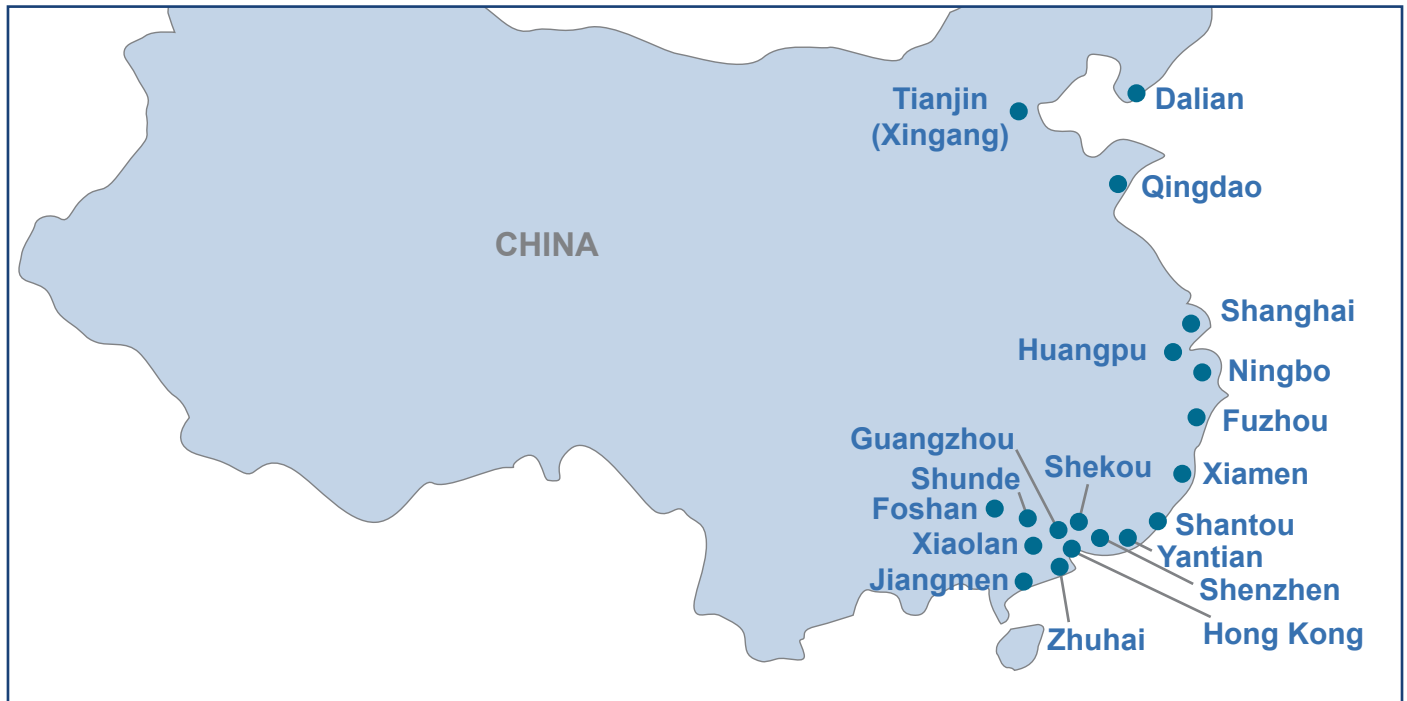 Tianjin
(Xingang)
Dalian
Qingdao
CHINA
Shanghai
Huangpu
Ningbo
Fuzhou
Guangzhou
Shekou
Shunde
Xiamen
Foshan
Shantou
Xiaolan
Yantian
Jiangmen
Shenzhen
Hong Kong
Zhuhai